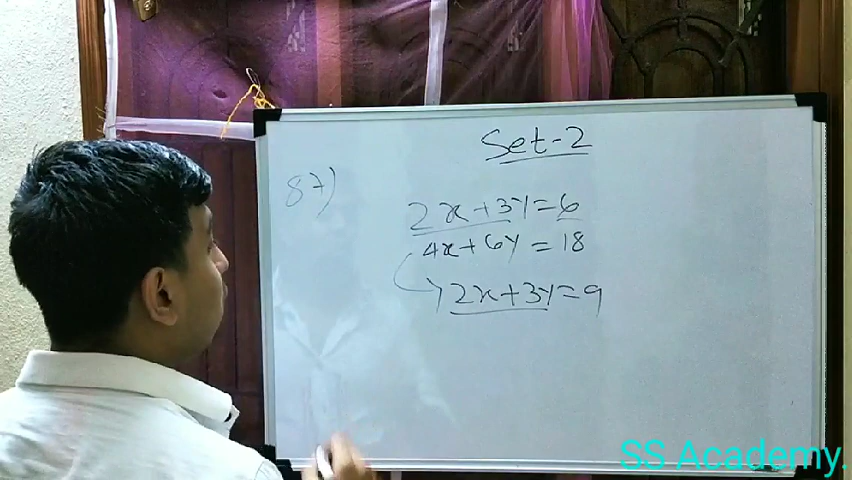 Set-2
87)
2x+3y=6
4x+6y=18
2x+3y=9
SS Academy.